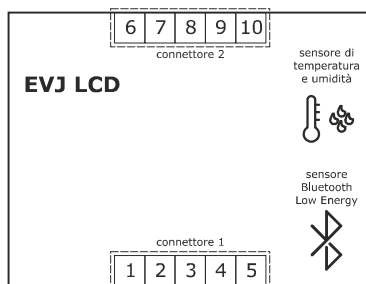 6 7 8 9 10
connettore 2
EVJ LCD
sensore di
temperatura
e umidità
sensore
Bluetooth
Low Energy
connettore 1
1 2 3 4 5